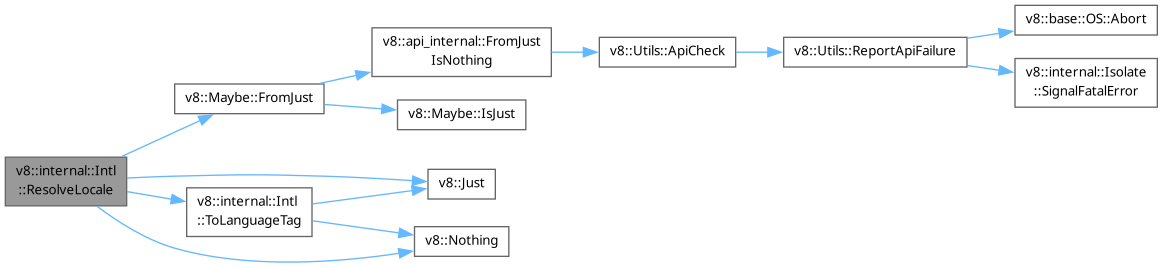 v8::internal::Intl
::ResolveLocale
v8::Maybe::FromJust
v8::api_internal::FromJust
IsNothing
v8::Utils::ApiCheck
v8::Utils::ReportApiFailure
v8::base::OS::Abort
v8::internal::Isolate
::SignalFatalError
v8::Maybe::IsJust
v8::Just
v8::internal::Intl
::ToLanguageTag
v8::Nothing